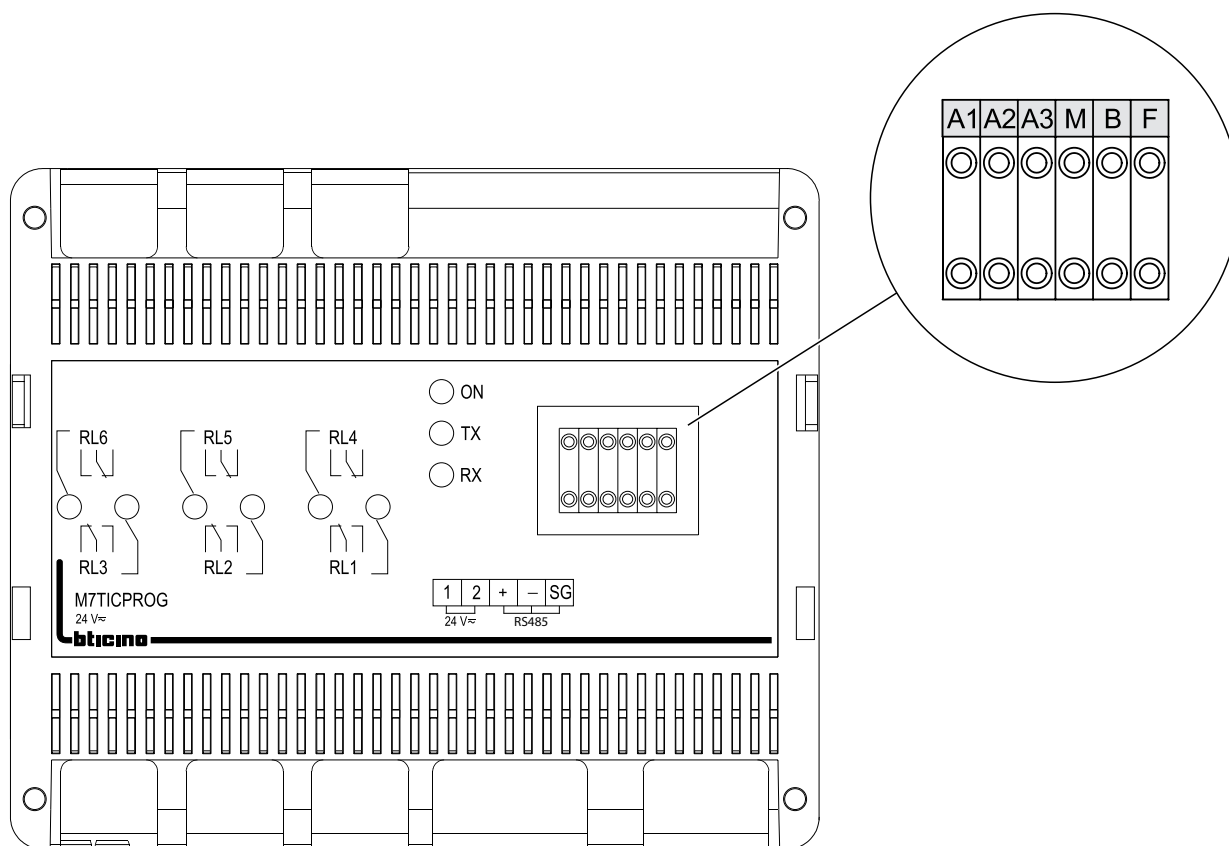 A1 A2 A3 M B F
ON
TX
RX
RL6 RL5 RL4
RL3 RL2 RL1
M7TICPROG
24 V≂
bticino
1 2 + – SG
24 V≂ RS485